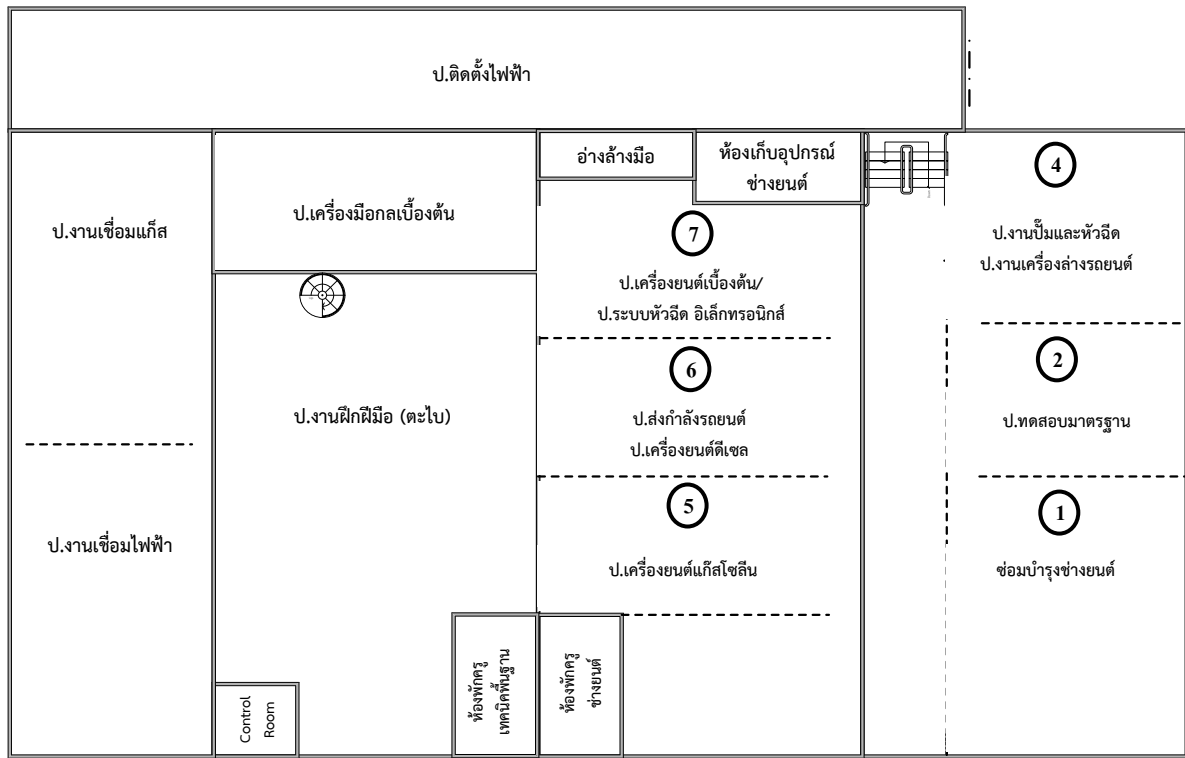 ป.ติดตั้งไฟฟ้า
ป.งานเชื่อมแก็ส
ป.งานเชื่อมไฟฟ้า
ป.เครื่องมือกลเบื้องต้น
ป.งานฝึกฝีมือ (ตะไบ)
Control
Room
ห้องพักครู
เทคนิคพื้นฐาน
อ่างล้างมือ
ห้องเก็บอุปกรณ์
ช่างยนต์
7
ป.เครื่องยนต์เบื้องต้น/
ป.ระบบหัวฉีด อิเล็กทรอนิกส์
6
ป.ส่งกำลังรถยนต์
ป.เครื่องยนต์ดีเซล
5
ป.เครื่องยนต์แก๊สโซลีน
ห้องพักครู
ช่างยนต์
4
ป.งานปั๊มและหัวฉีด
ป.งานเครื่องล่างรถยนต์
2
ป.ทดสอบมาตรฐาน
1
ซ่อมบำรุงช่างยนต์